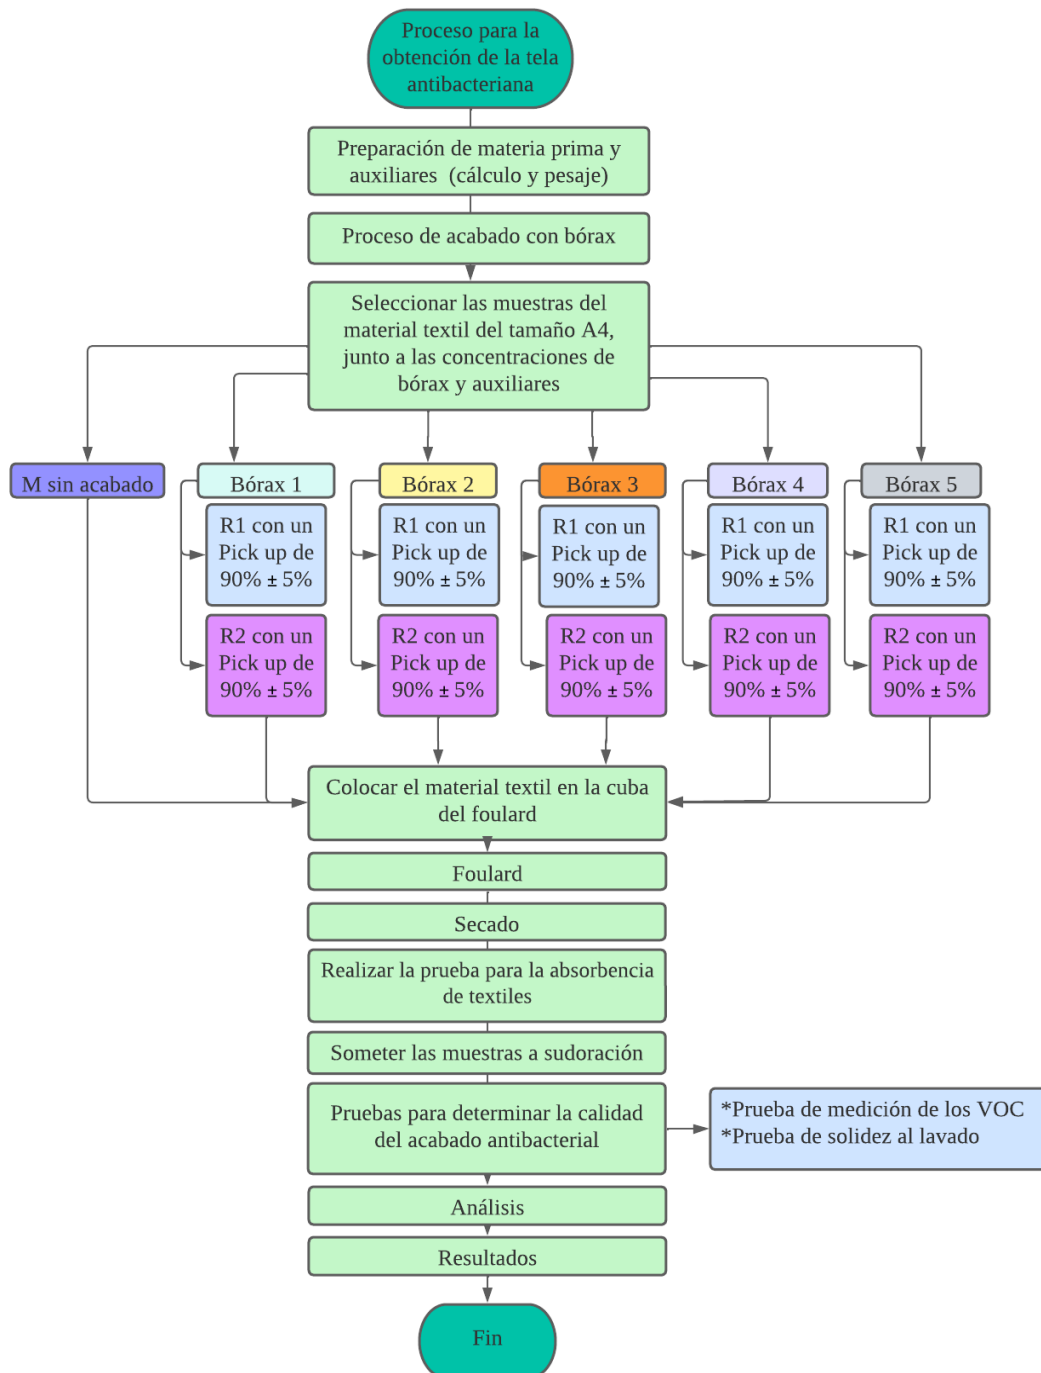 Proceso para la
obtención de la tela
antibacteriana
Preparación de materia prima y
auxiliares (cálculo y pesaje)
Proceso de acabado con bórax
Seleccionar las muestras del
material textil del tamaño A4,
junto a las concentraciones de
bórax y auxiliares
M sin acabado
Bórax 1
Bórax 2
Bórax 3
Bórax 4
Bórax 5
R1 con un
Pick up de
90% ± 5%
R1 con un
Pick up de
90% ± 5%
R1 con un
Pick up de
90% ± 5%
R1 con un
Pick up de
90% ± 5%
R1 con un
Pick up de
90% ± 5%
R2 con un
Pick up de
90% ± 5%
R2 con un
Pick up de
90% ± 5%
R2 con un
Pick up de
90% ± 5%
R2 con un
Pick up de
90% ± 5%
R2 con un
Pick up de
90% ± 5%
Colocar el material textil en la cuba
del foulard
Foulard
Secado
Realizar la prueba para la absorbencia
de textiles
Someter las muestras a sudoración
Pruebas para determinar la calidad
del acabado antibacterial
*Prueba de medición de los VOC
*Prueba de solidez al lavado
Análisis
Resultados
Fin